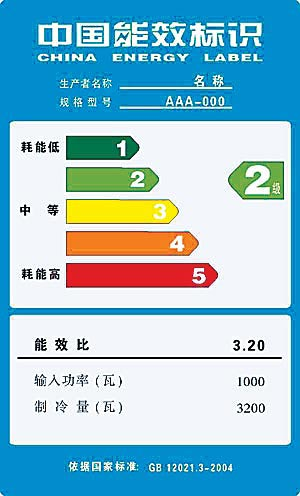 中国能效标识
CHINA ENERGY LABEL
生产者名称 名 称
规格型号 AAA-000
耗能低 1
2 2级
中 等 3
4
耗能高 5
能 效 比 3.20
输入功率(瓦) 1000
制 冷 量(瓦) 3200
依据国家标准: GB 12021.3-2004